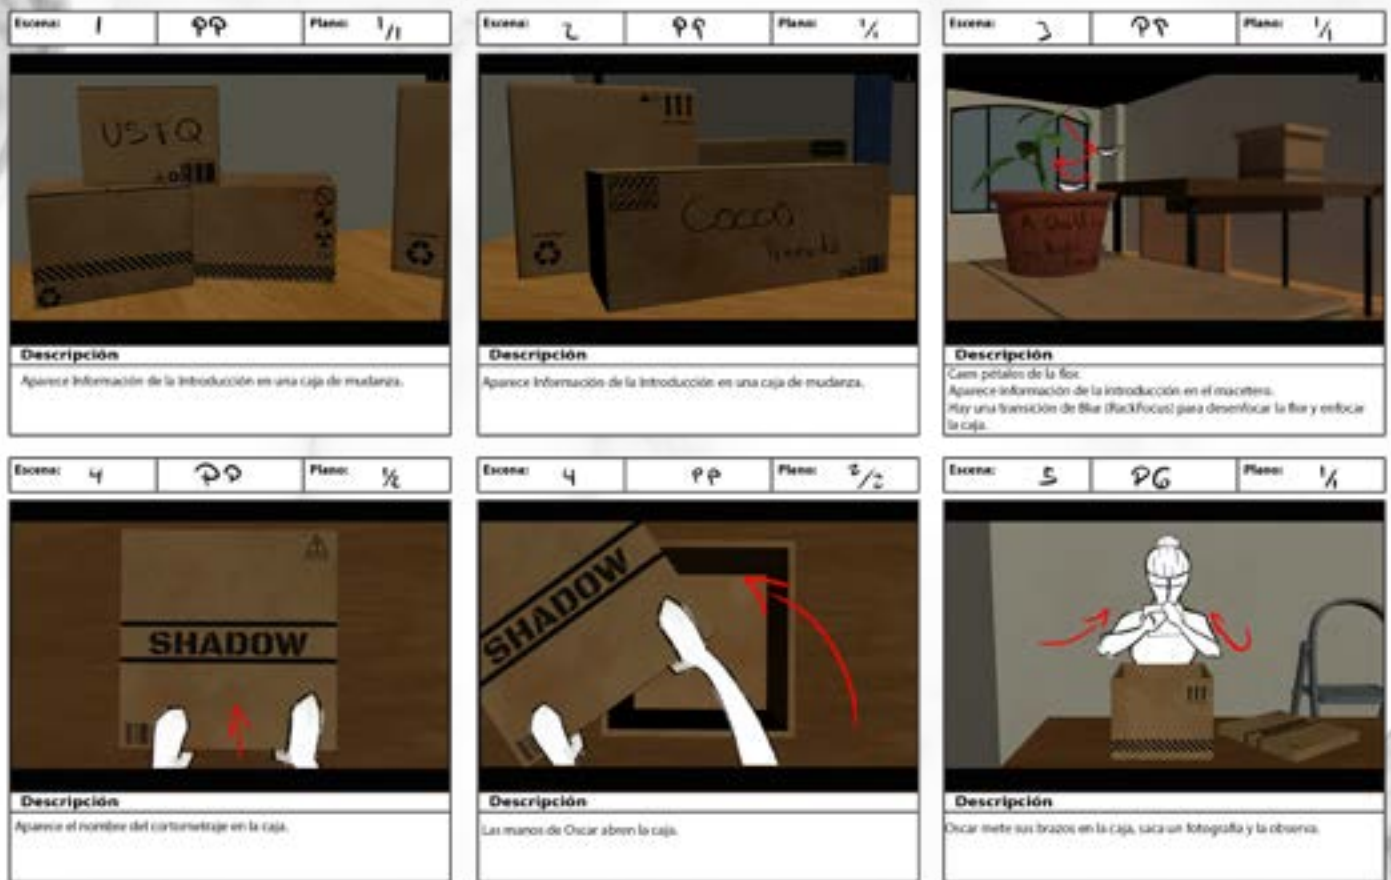 Escena: 1 PP Plano: 1/1
Escena: 2 PP Plano: 1/1
Escena: 3 PP Plano: 1/1
USFQ
Cocoa
SHADOW
SHADOW
Descripción
Aparece Información de la Introducción en una caja de mudanza.
Descripción
Aparece Información de la Introducción en una caja de mudanza.
Descripción
Caen pétalos de la flor.
Aparece información de la introducción en el macetero.
Hay una transición de Blur (RackFocus) para desenfocar la flor y enfocar
la caja.
Escena: 4 PP Plano: 1/2
Escena: 4 PP Plano: 2/2
Escena: 5 PG Plano: 1/1
Descripción
Aparece el nombre del cortometraje en la caja.
Descripción
Las manos de Oscar abren la caja.
Descripción
Oscar mete sus brazos en la caja, saca un fotografía y la observa.